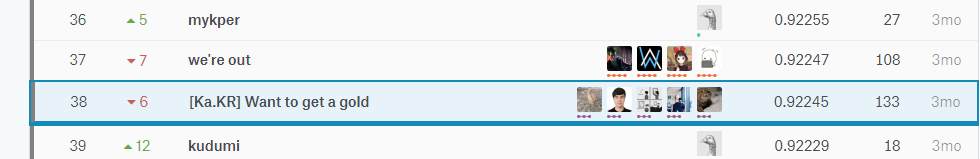 36 5 mykper 0.92255 27 3mo
37 7 we're out 0.92247 108 3mo
38 6 [Ka.KR] Want to get a gold 0.92245 133 3mo
39 12 kudumi 0.92229 18 3mo